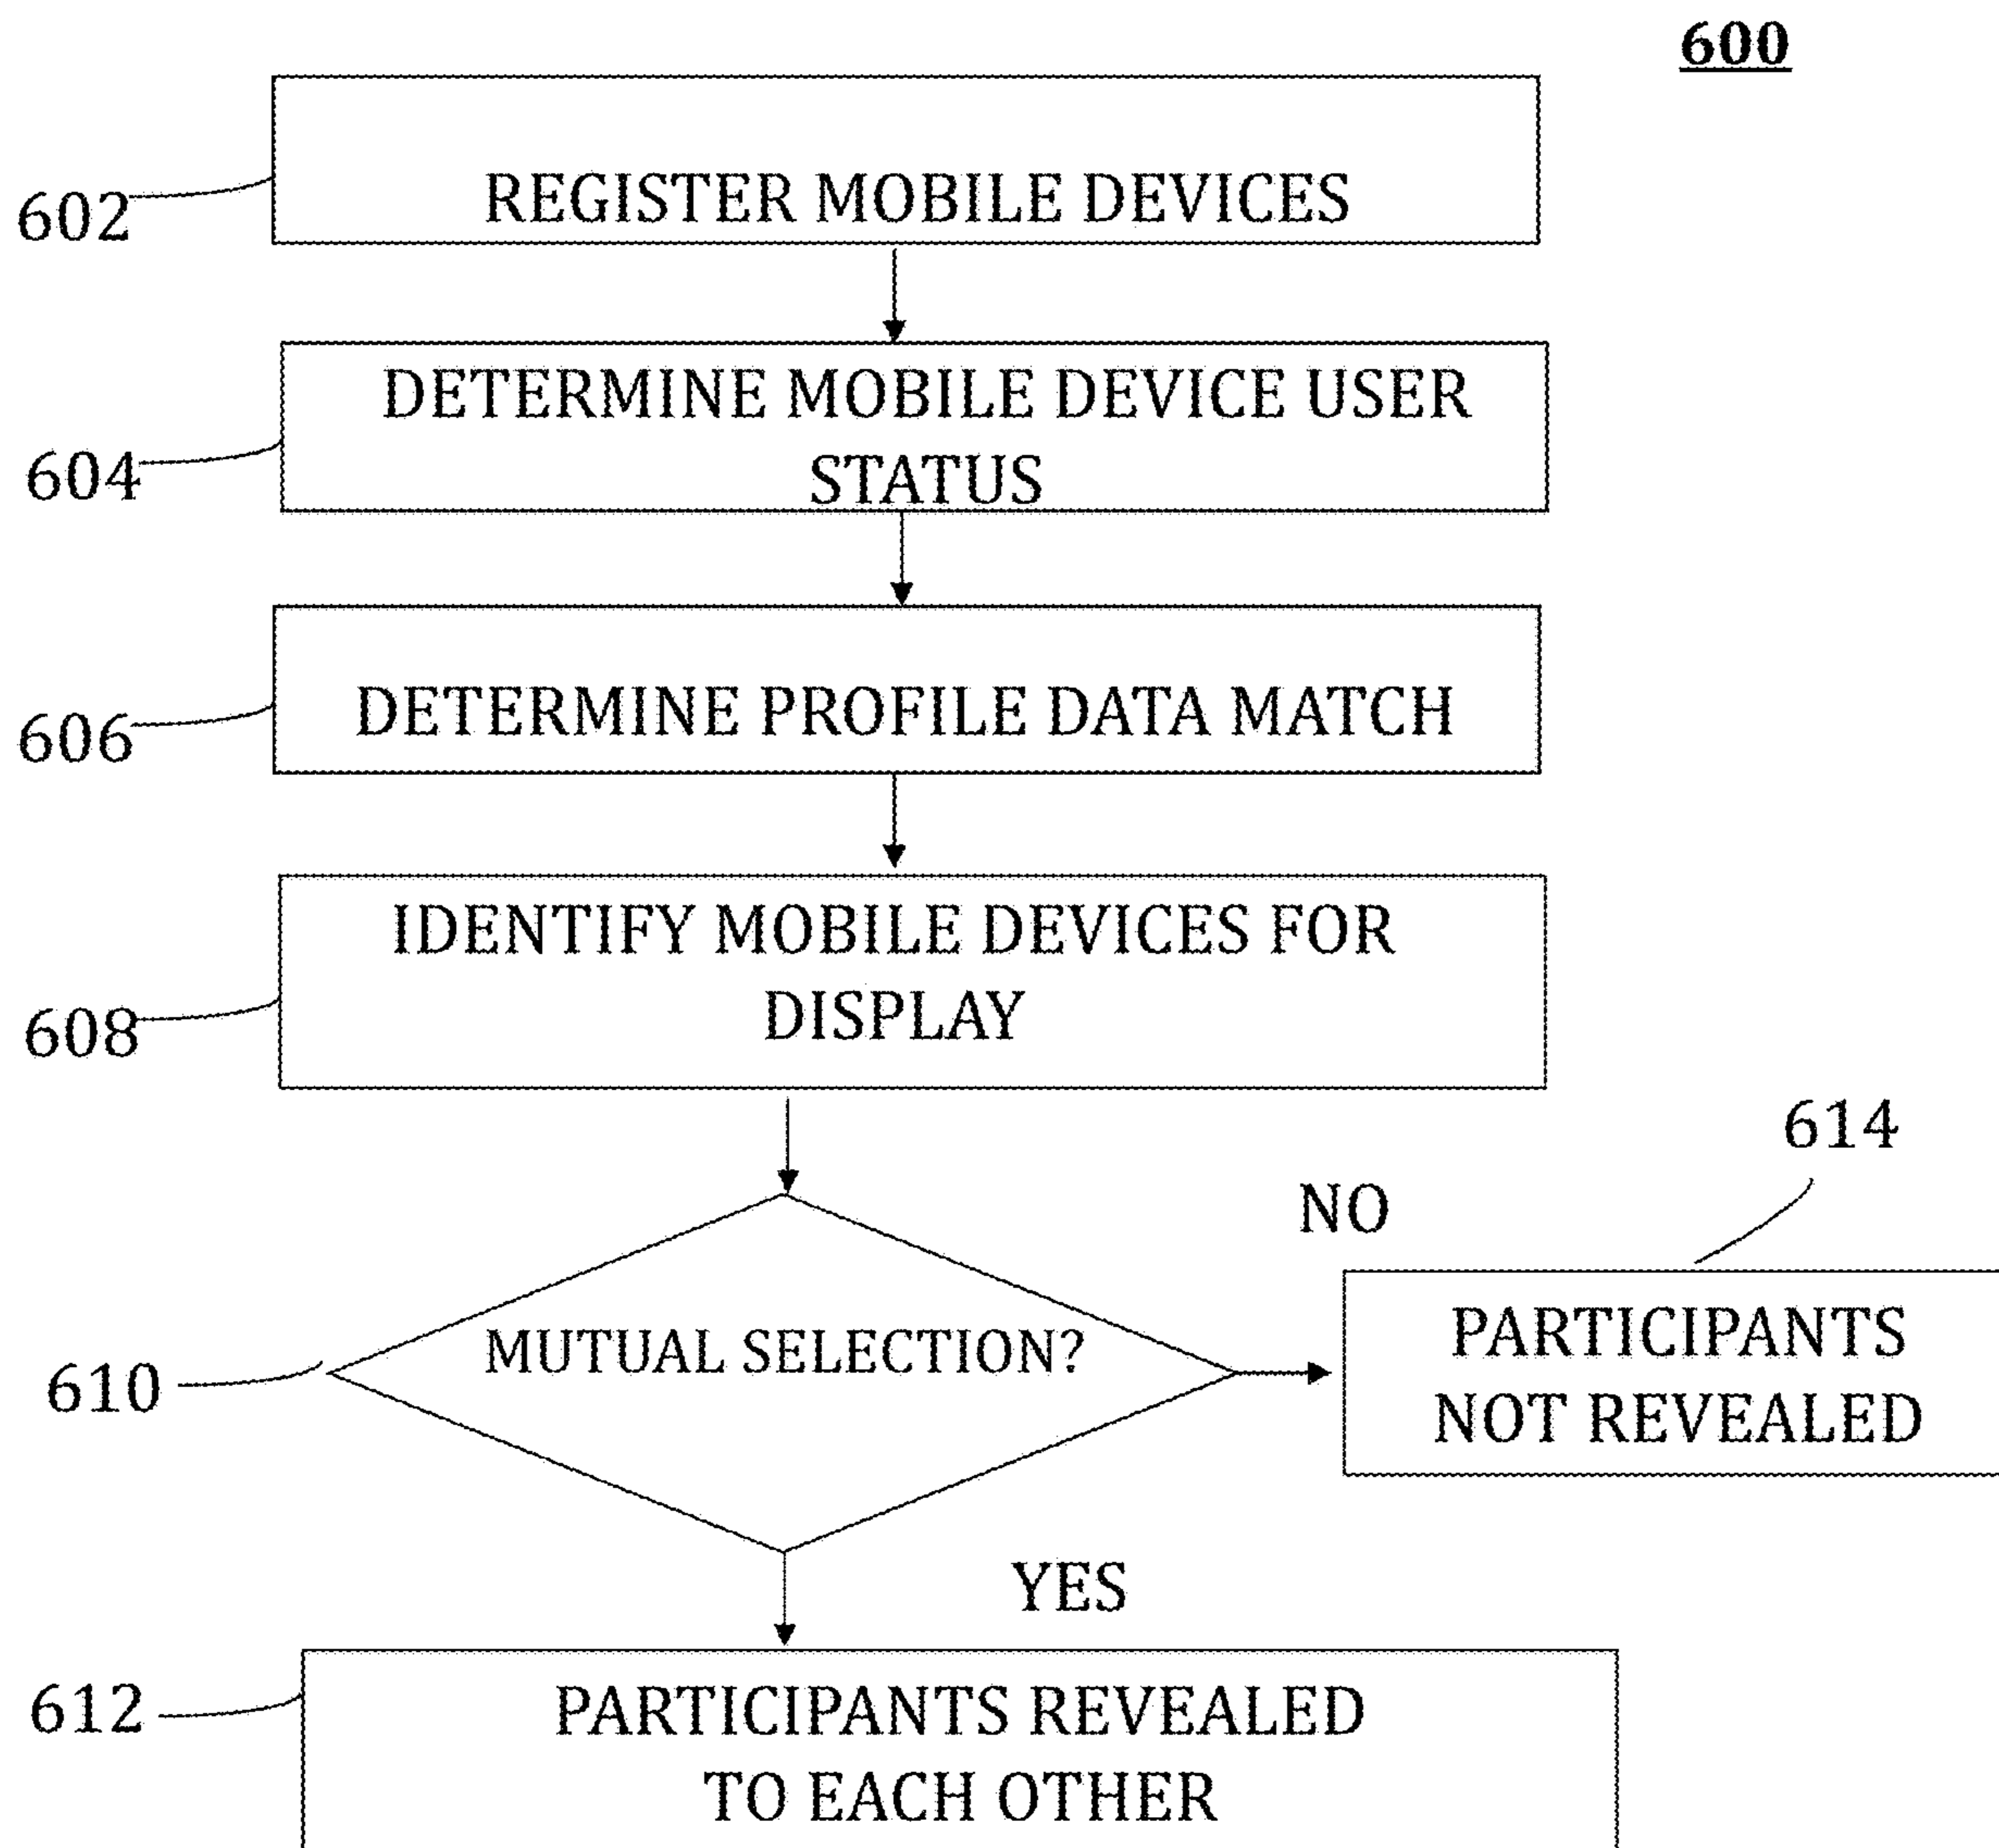 600
602
REGISTER MOBILE DEVICES
604
DETERMINE MOBILE DEVICE USER
STATUS
606
DETERMINE PROFILE DATA MATCH
608
IDENTIFY MOBILE DEVICES FOR
DISPLAY
610
MUTUAL SELECTION?
NO
614
PARTICIPANTS
NOT REVEALED
YES
612
PARTICIPANTS REVEALED
TO EACH OTHER